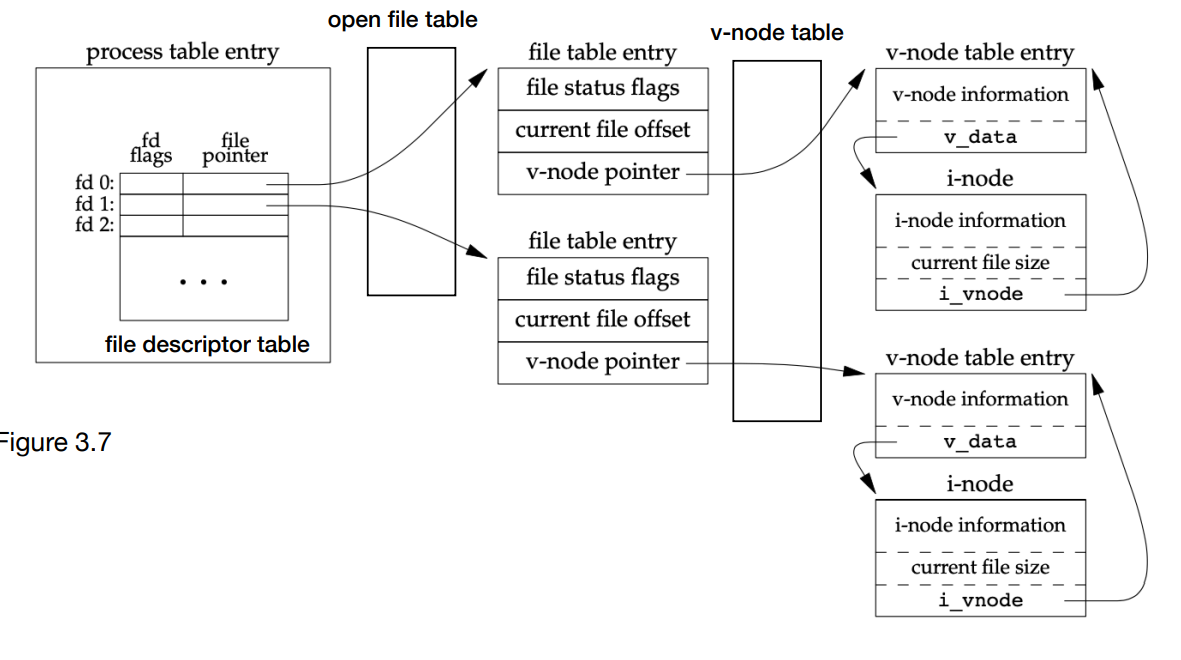 open file table
v-node table
process table entry
file table entry
v-node table entry
file status flags
current file offset
v-node pointer
v-node information
v_data
i-node
i-node information
current file size
i_vnode
fd
flags
file
pointer
fd 0:
fd 1:
fd 2:
• • •
file descriptor table
file table entry
file status flags
current file offset
v-node pointer
v-node table entry
v-node information
v_data
i-node
i-node information
current file size
i_vnode
Figure 3.7